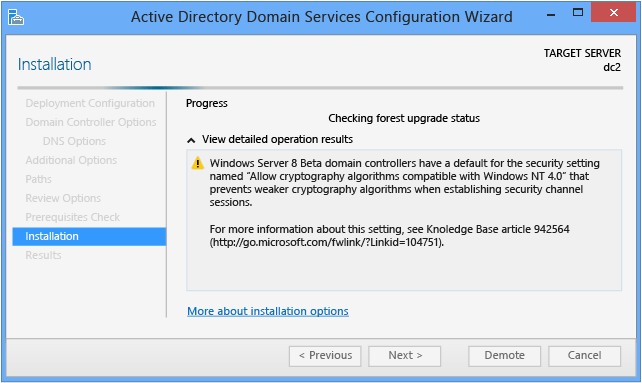 Active Directory Domain Services Configuration Wizard
Installation
TARGET SERVER
dc2
Deployment Configuration
Domain Controller Options
DNS Options
Additional Options
Paths
Review Options
Prerequisites Check
Installation
Results
Progress
Checking forest upgrade status
View detailed operation results
Windows Server 8 Beta domain controllers have a default for the security setting
named "Allow cryptography algorithms compatible with Windows NT 4.0" that
prevents weaker cryptography algorithms when establishing security channel
sessions.
For more information about this setting, see Knoledge Base article 942564
(http://go.microsoft.com/fwlink/?Linkid=104751).
More about installation options
< Previous
Next >
Demote
Cancel